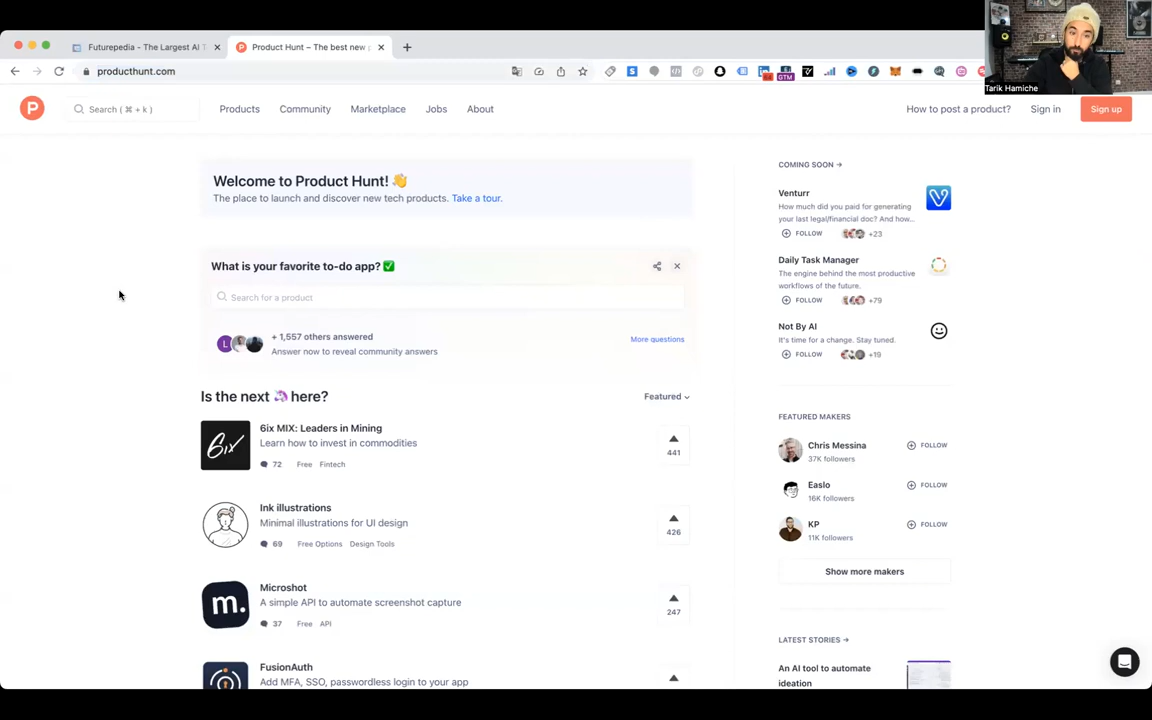 Futurepedia - The Largest AI T
Product Hunt – The best new p
producthunt.com
GTM
Tarik Hamiche
P
Search ( ⌘ + k )
Products
Community
Marketplace
Jobs
About
How to post a product?
Sign in
Sign up
Welcome to Product Hunt! 👋
The place to launch and discover new tech products. Take a tour.
What is your favorite to-do app? ✅
Search for a product
L
+ 1,557 others answered
Answer now to reveal community answers
More questions
Is the next 🦄 here?
Featured
6ix
6ix MIX: Leaders in Mining
Learn how to invest in commodities
72 Free Fintech
441
Ink illustrations
Minimal illustrations for UI design
69 Free Options Design Tools
426
m.
Microshot
A simple API to automate screenshot capture
37 Free API
247
FusionAuth
Add MFA, SSO, passwordless login to your app
COMING SOON →
Venturr
How much did you paid for generating
your last legal/financial doc? And how...
FOLLOW +23
Daily Task Manager
The engine behind the most productive
workflows of the future.
FOLLOW +79
Not By AI
It's time for a change. Stay tuned.
FOLLOW +19
FEATURED MAKERS
Chris Messina
37K followers
FOLLOW
Easlo
16K followers
FOLLOW
KP
11K followers
FOLLOW
Show more makers
LATEST STORIES →
An AI tool to automate
ideation